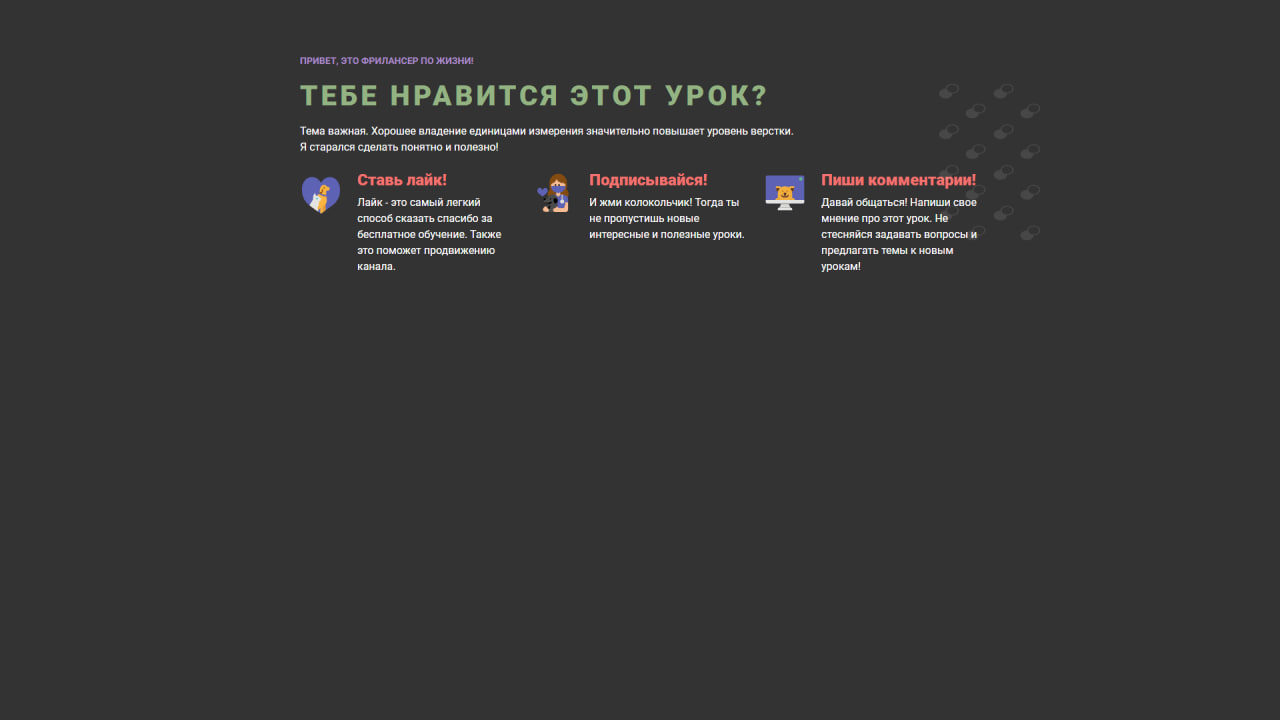 ПРИВЕТ, ЭТО ФРИЛАНСЕР ПО ЖИЗНИ!
ТЕБЕ НРАВИТСЯ ЭТОТ УРОК?
Тема важная. Хорошее владение единицами измерения значительно повышает уровень верстки.
Я старался сделать понятно и полезно!
Ставь лайк!
Лайк - это самый легкий
способ сказать спасибо за
бесплатное обучение. Также
это поможет продвижению
канала.
Подписывайся!
И жми колокольчик! Тогда ты
не пропустишь новые
интересные и полезные уроки.
Пиши комментарии!
Давай общаться! Напиши свое
мнение про этот урок. Не
стесняйся задавать вопросы и
предлагать темы к новым
урокам!